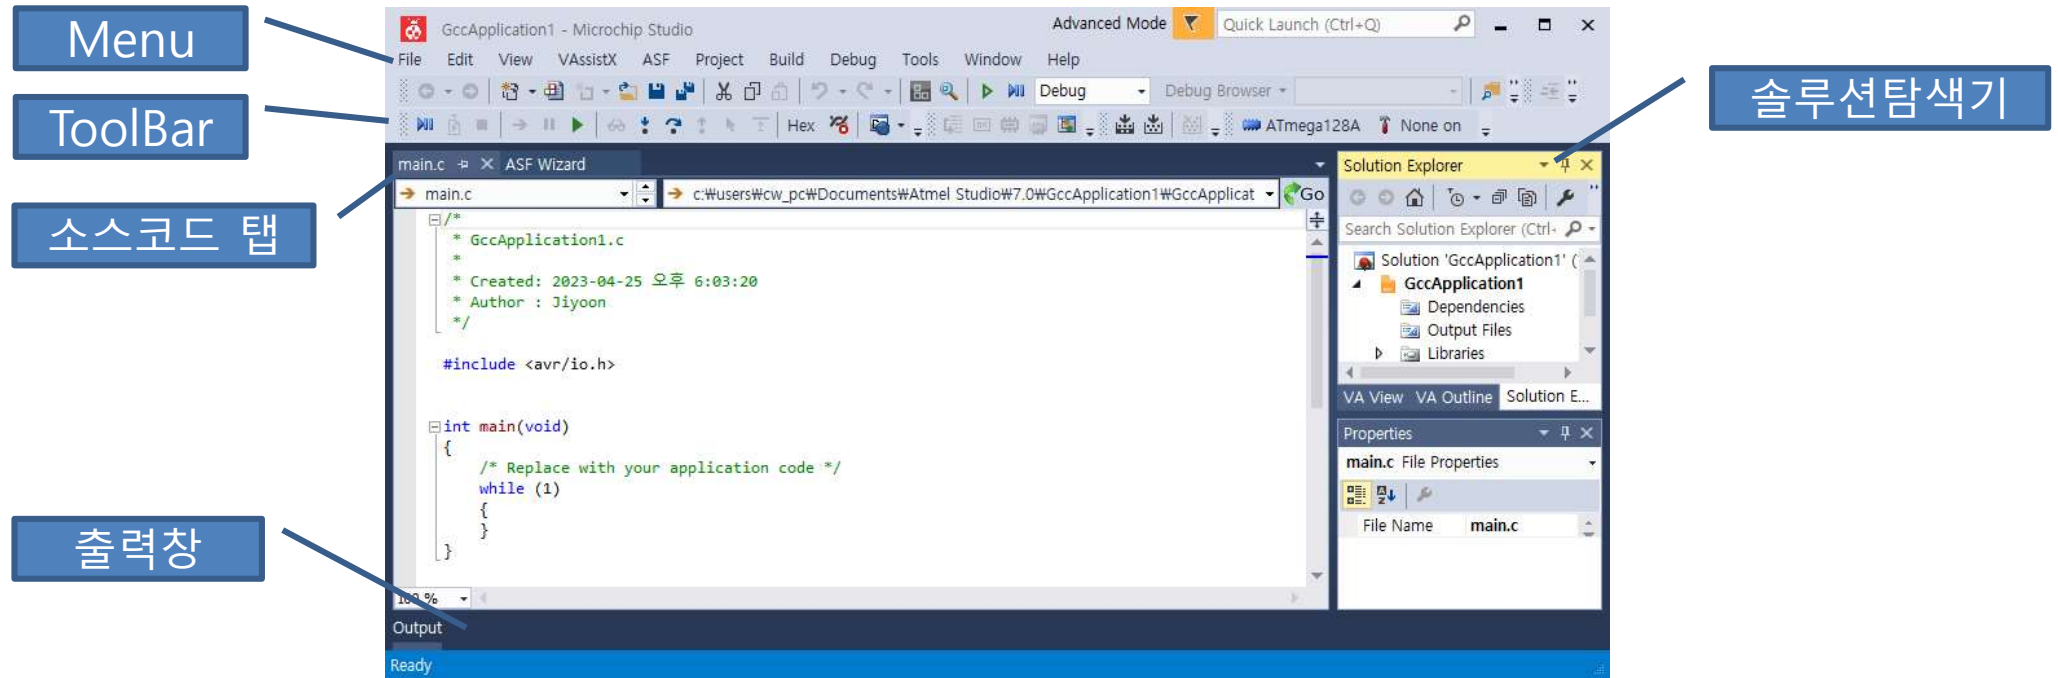 Menu
ToolBar
소스코드 탭
출력창
솔루션탐색기
GccApplication1 - Microchip Studio
Advanced Mode
Quick Launch (Ctrl+Q)
File Edit View VAssistX ASF Project Build Debug Tools Window Help
Debug
Debug Browser
Hex
ATmega128A
None on
main.c
ASF Wizard
main.c
c:₩users₩cw_pc₩Documents₩Atmel Studio₩7.0₩GccApplication1₩GccApplicat
Go
/*
* GccApplication1.c
*
* Created: 2023-04-25 오후 6:03:20
* Author : Jiyoon
*/
#include <avr/io.h>
int main(void)
{
/* Replace with your application code */
while (1)
{
}
}
100 %
Output
Ready
Solution Explorer
Search Solution Explorer (Ctrl-
Solution 'GccApplication1' (
GccApplication1
Dependencies
Output Files
Libraries
VA View VA Outline Solution E...
Properties
main.c File Properties
File Name main.c